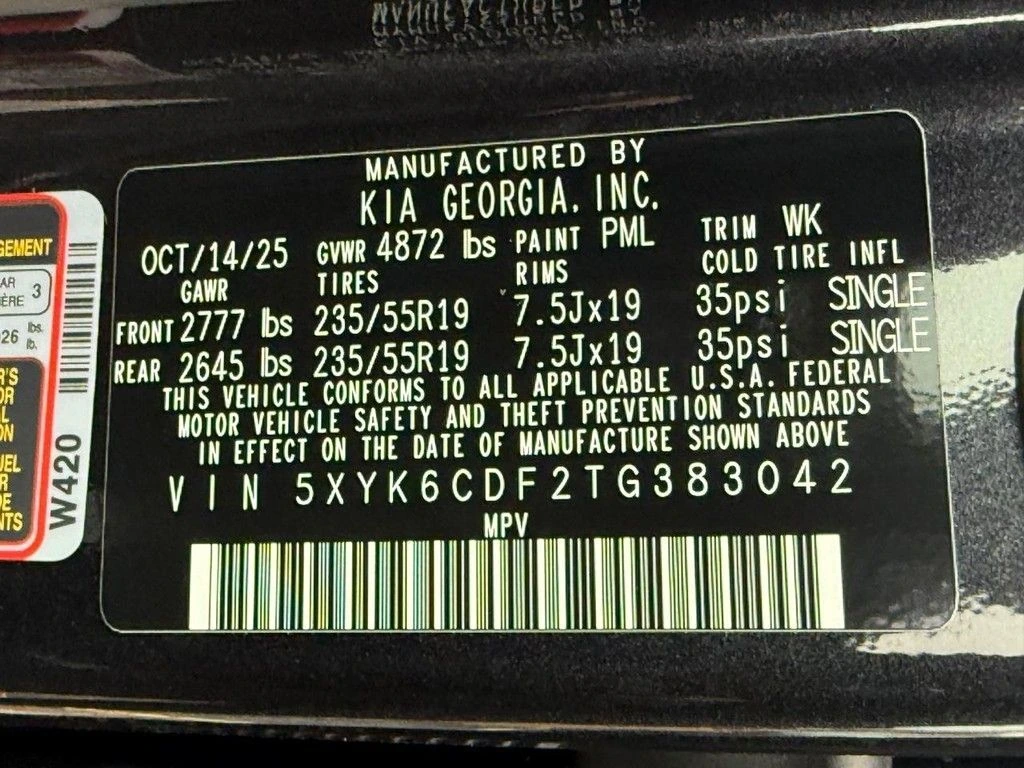 MANUFACTURED BY
KIA GEORGIA. INC.
OCT/14/25 GVWR 4872 lbs PAINT PML TRIM WK
GAWR TIRES RIMS COLD TIRE INFL
FRONT 2777 lbs 235/55R19 7.5Jx19 35psi SINGLE
REAR 2645 lbs 235/55R19 7.5Jx19 35psi SINGLE
THIS VEHICLE CONFORMS TO ALL APPLICABLE U.S.A. FEDERAL
MOTOR VEHICLE SAFETY AND THEFT PREVENTION STANDARDS
IN EFFECT ON THE DATE OF MANUFACTURE SHOWN ABOVE
VIN 5XYK6CDF2TG383042
MPV
W420
3
lbs.
lb.